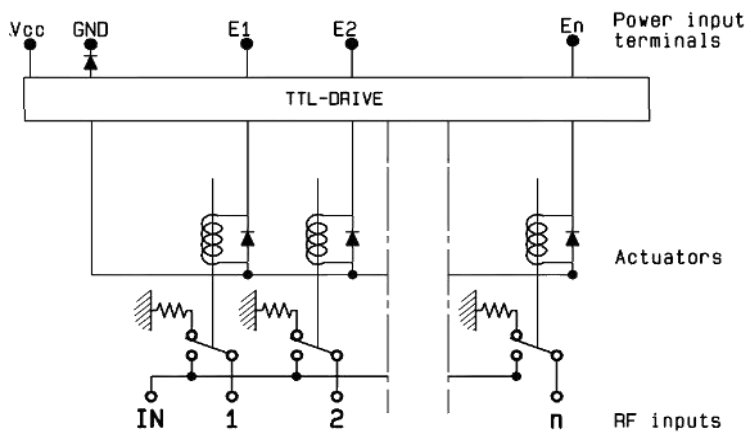 .Vcc GND E1 E2 En Power input
terminals
TTL-DRIVE
Actuators
IN 1 2 n RF inputs